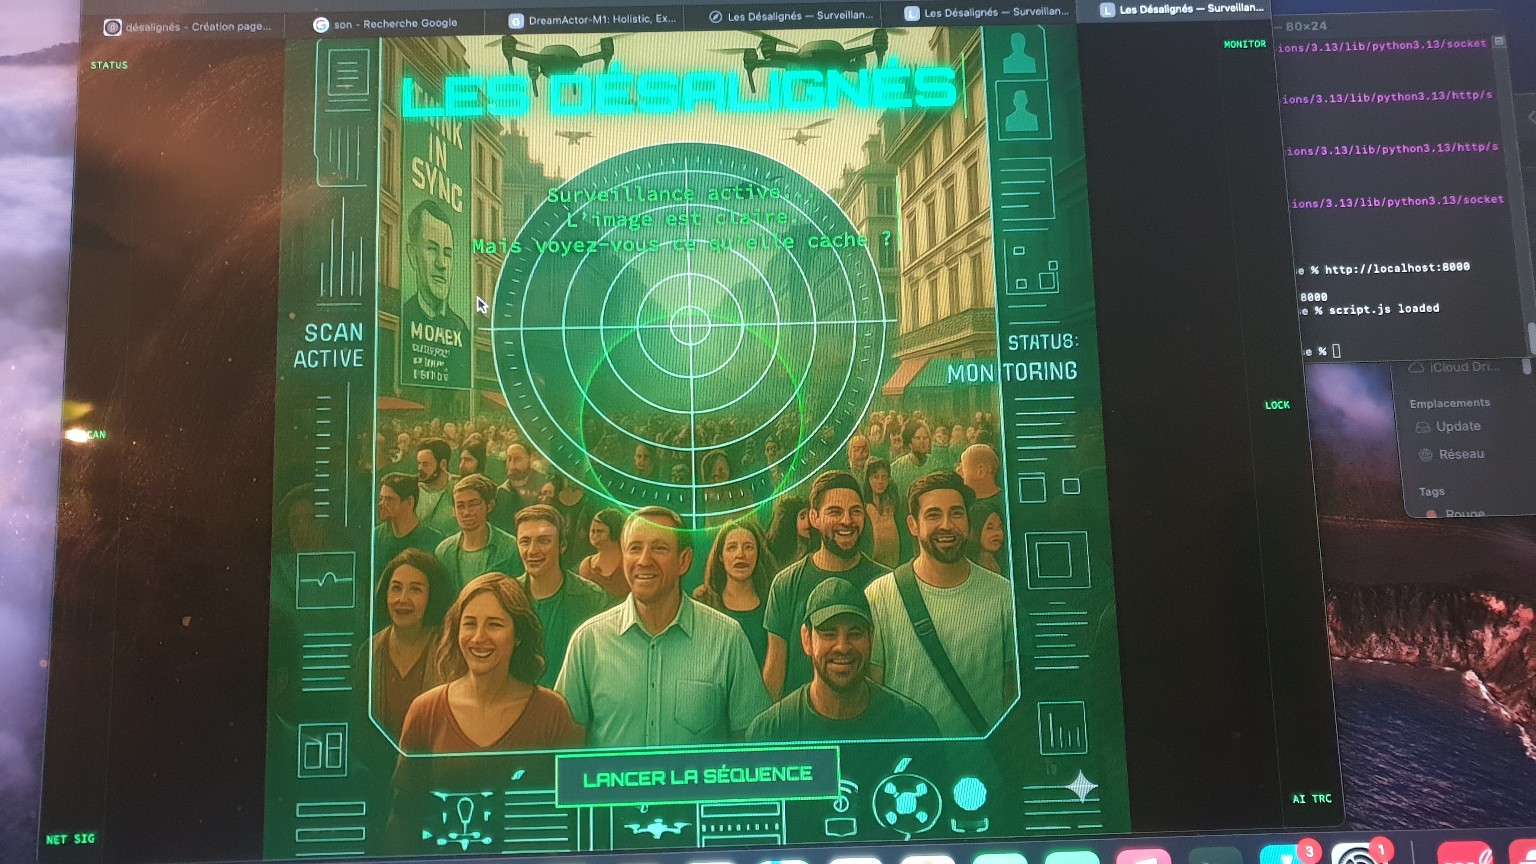 désalignés - Création page...
son - Recherche Google
DreamActor-M1: Holistic, Ex...
Les Désalignés — Surveillan...
Les Désalignés — Surveillan...
Les Désalignés — Surveillan...
80×24
STATUS
MONITOR
LES DÉSALIGNÉS
IN
SYNC
Surveillance active...
L'image est claire.
Mais voyez-vous ce qu'elle cache ?
SCAN
ACTIVE
STATUS:
MONITORING
LOCK
LANCER LA SÉQUENCE
NET SIG
AI TRC
ions/3.13/lib/python3.13/socket
ions/3.13/lib/python3.13/http/s
ions/3.13/lib/python3.13/http/s
ions/3.13/lib/python3.13/socket
e % http://localhost:8000
8000
e % script.js loaded
se %
iCloud Dri...
Emplacements
Update
Réseau
Tags
Rouge
3
1